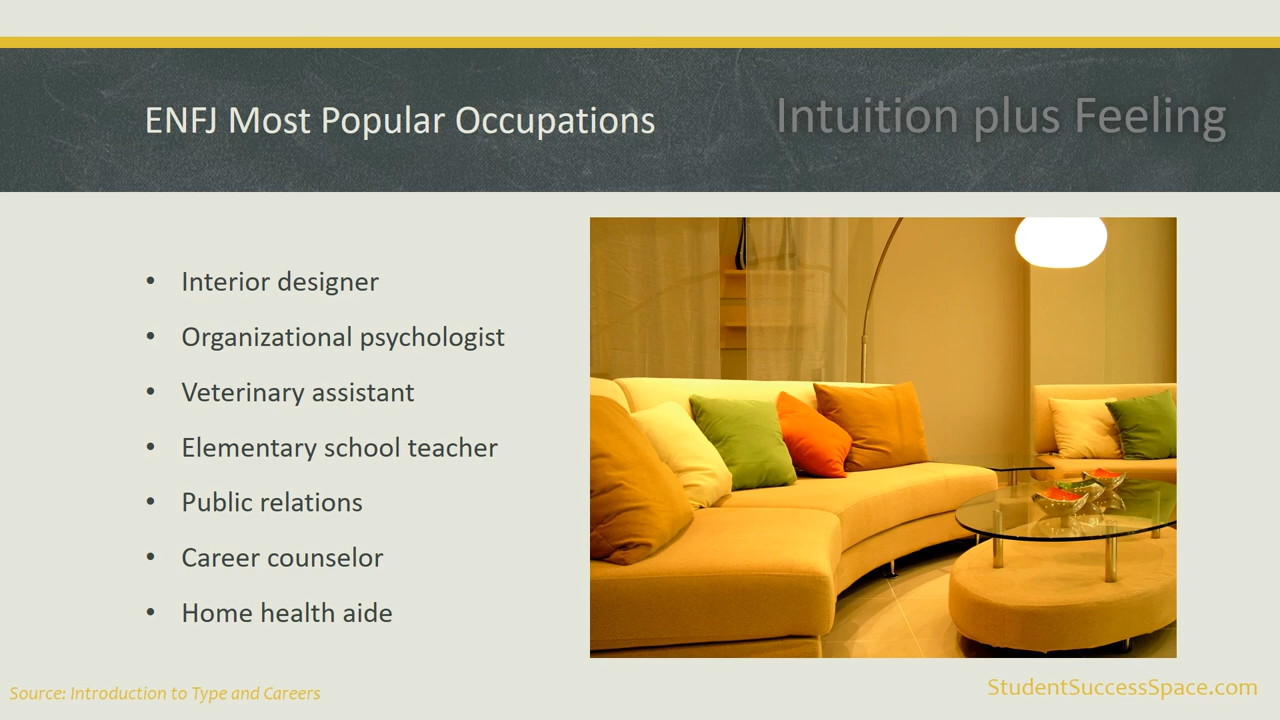 ENFJ Most Popular Occupations
Intuition plus Feeling
• Interior designer
• Organizational psychologist
• Veterinary assistant
• Elementary school teacher
• Public relations
• Career counselor
• Home health aide
Source: Introduction to Type and Careers
StudentSuccessSpace.com